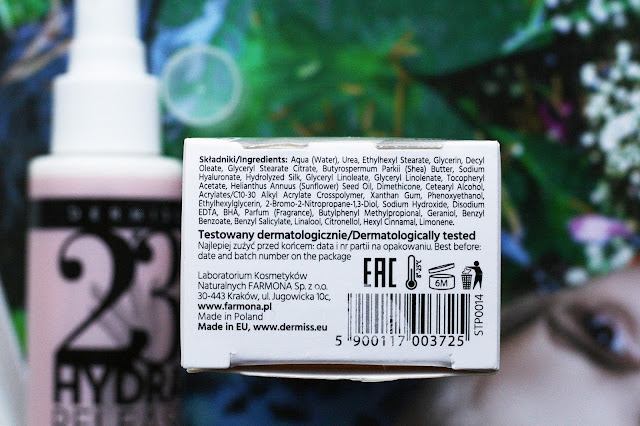 Składniki/Ingredients: Aqua (Water), Urea, Ethylhexyl Stearate, Glycerin, Decyl
Oleate, Glyceryl Stearate Citrate, Butyrospermum Parkii (Shea) Butter, Sodium
Hyaluronate, Hydrolyzed Silk, Glyceryl Linoleate, Glyceryl Linolenate, Tocopheryl
Acetate, Helianthus Annuus (Sunflower) Seed Oil, Dimethicone, Cetearyl Alcohol,
Acrylates/C10-30 Alkyl Acrylate Crosspolymer, Xanthan Gum, Phenoxyethanol,
Ethylhexylglycerin, 2-Bromo-2-Nitropropane-1,3-Diol, Sodium Hydroxide, Disodium
EDTA, BHA, Parfum (Fragrance), Butylphenyl Methylpropional, Geraniol, Benzyl
Benzoate, Benzyl Salicylate, Linalool, Citronellol, Hexyl Cinnamal, Limonene.
Testowany dermatologicznie/Dermatologically tested
Najlepiej zużyć przed końcem: data i nr partii na opakowaniu. Best before:
date and batch number on the package
Laboratorium Kosmetyków
Naturalnych FARMONA Sp. z o.o.
30-443 Kraków, ul. Jugowicka 10c,
www.farmona.pl
Made in Poland
Made in EU, www.dermiss.eu
EAC
6M
5 900117 003725
STP0014
23
HYDRA